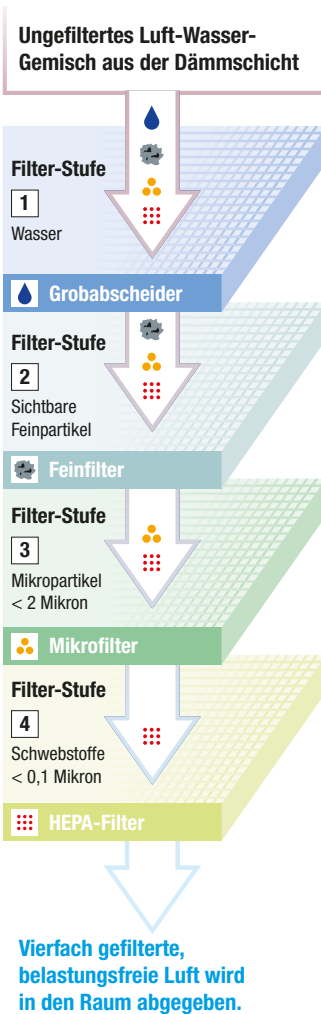 Ungefiltertes Luft-Wasser-
Gemisch aus der Dämmschicht
Filter-Stufe
1
Wasser
Grobabscheider
Filter-Stufe
2
Sichtbare
Feinpartikel
Feinfilter
Filter-Stufe
3
Mikropartikel
< 2 Mikron
Mikrofilter
Filter-Stufe
4
Schwebstoffe
< 0,1 Mikron
HEPA-Filter
Vierfach gefilterte,
belastungsfreie Luft wird
in den Raum abgegeben.